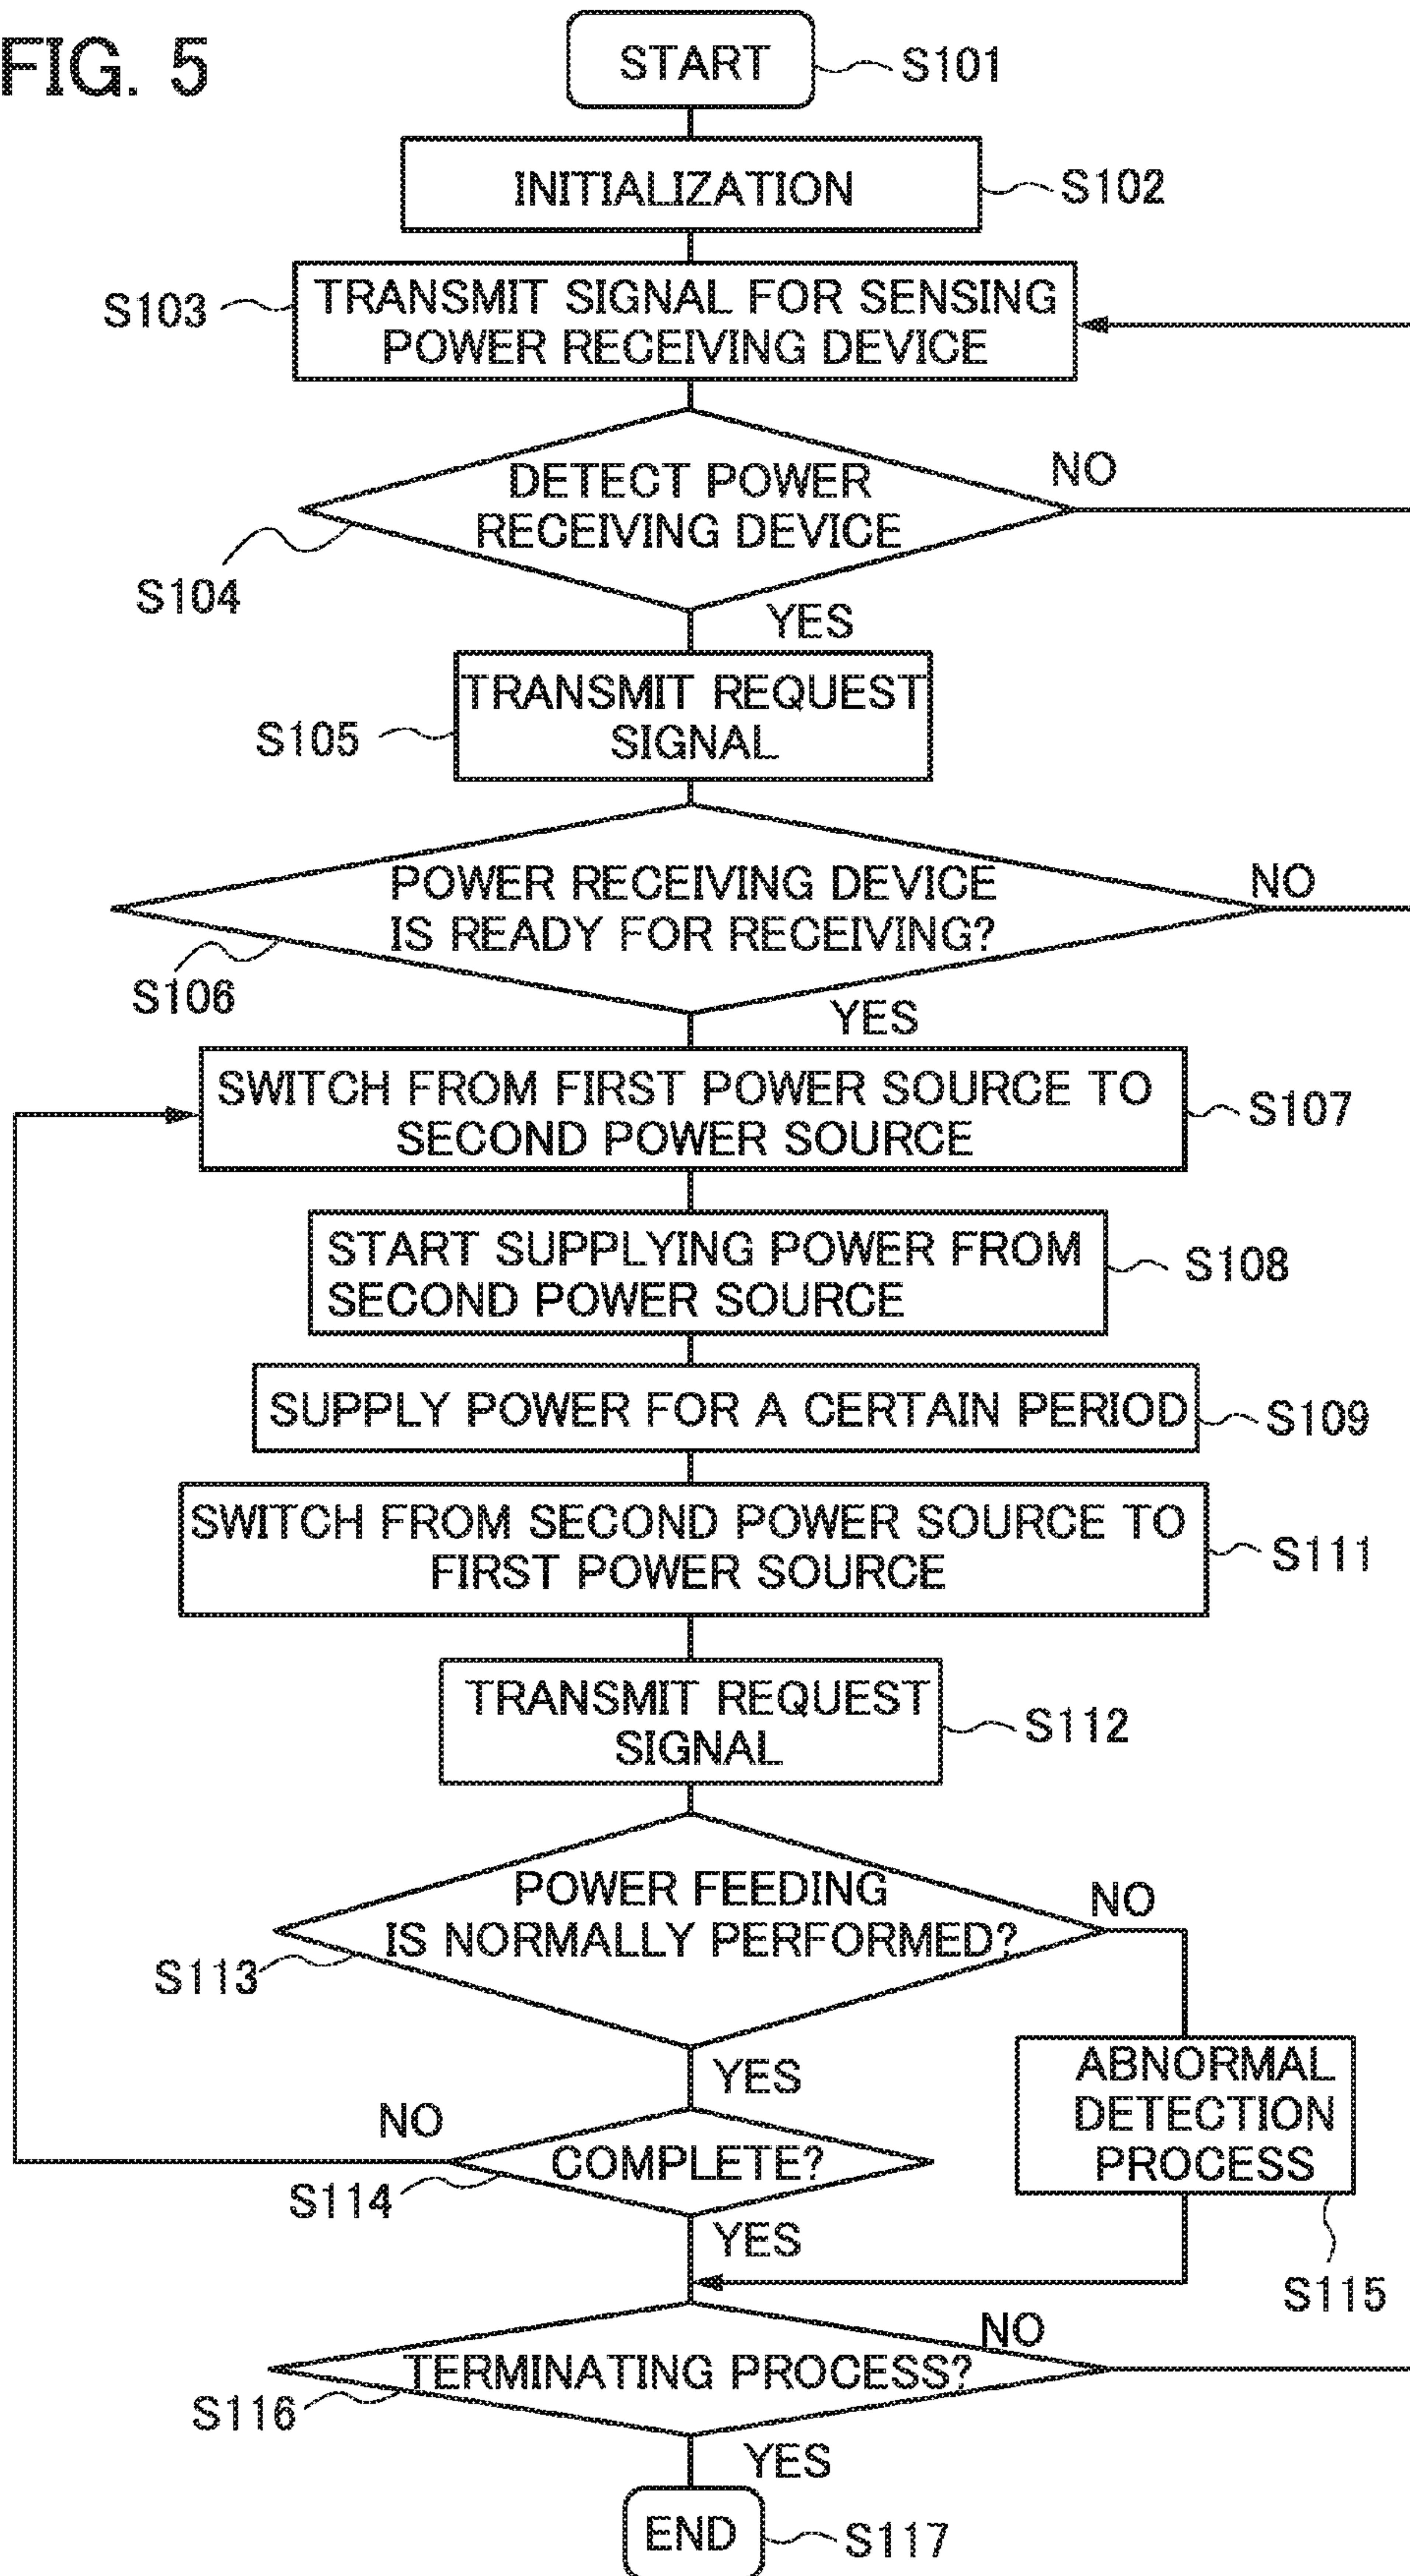 FIG. 5
START
S101
INITIALIZATION
S102
S103
TRANSMIT SIGNAL FOR SENSING
POWER RECEIVING DEVICE
DETECT POWER
RECEIVING DEVICE
NO
S104
YES
TRANSMIT REQUEST
SIGNAL
S105
POWER RECEIVING DEVICE
IS READY FOR RECEIVING?
NO
S106
YES
SWITCH FROM FIRST POWER SOURCE TO
SECOND POWER SOURCE
S107
START SUPPLYING POWER FROM
SECOND POWER SOURCE
S108
SUPPLY POWER FOR A CERTAIN PERIOD
S109
SWITCH FROM SECOND POWER SOURCE TO
FIRST POWER SOURCE
S111
TRANSMIT REQUEST
SIGNAL
S112
POWER FEEDING
IS NORMALLY PERFORMED?
NO
S113
YES
ABNORMAL
DETECTION
PROCESS
NO
COMPLETE?
S114
YES
S115
NO
TERMINATING PROCESS?
S116
YES
END
S117